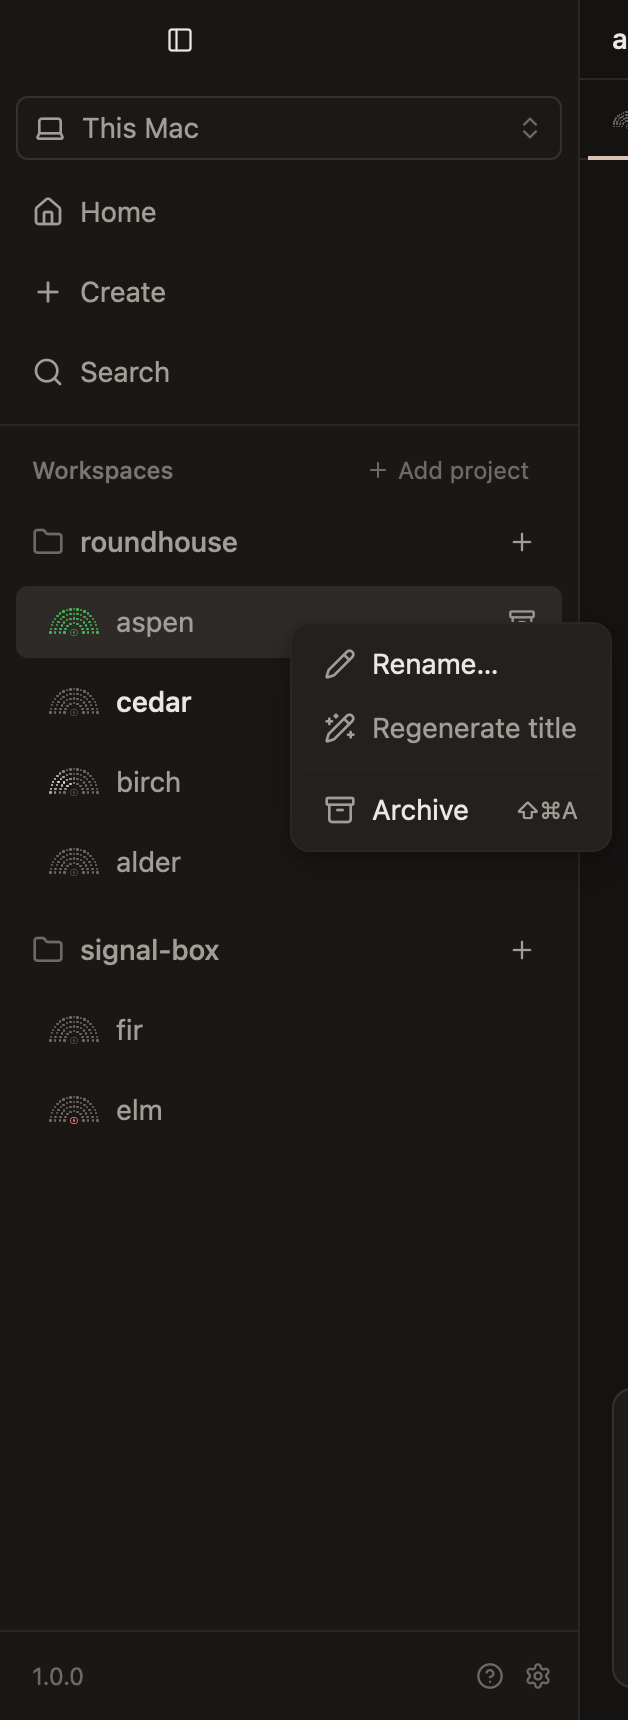 a
This Mac
Home
Create
Search
Workspaces
Add project
roundhouse
aspen
Rename...
cedar
Regenerate title
birch
Archive ⇧⌘A
alder
signal-box
fir
elm
1.0.0